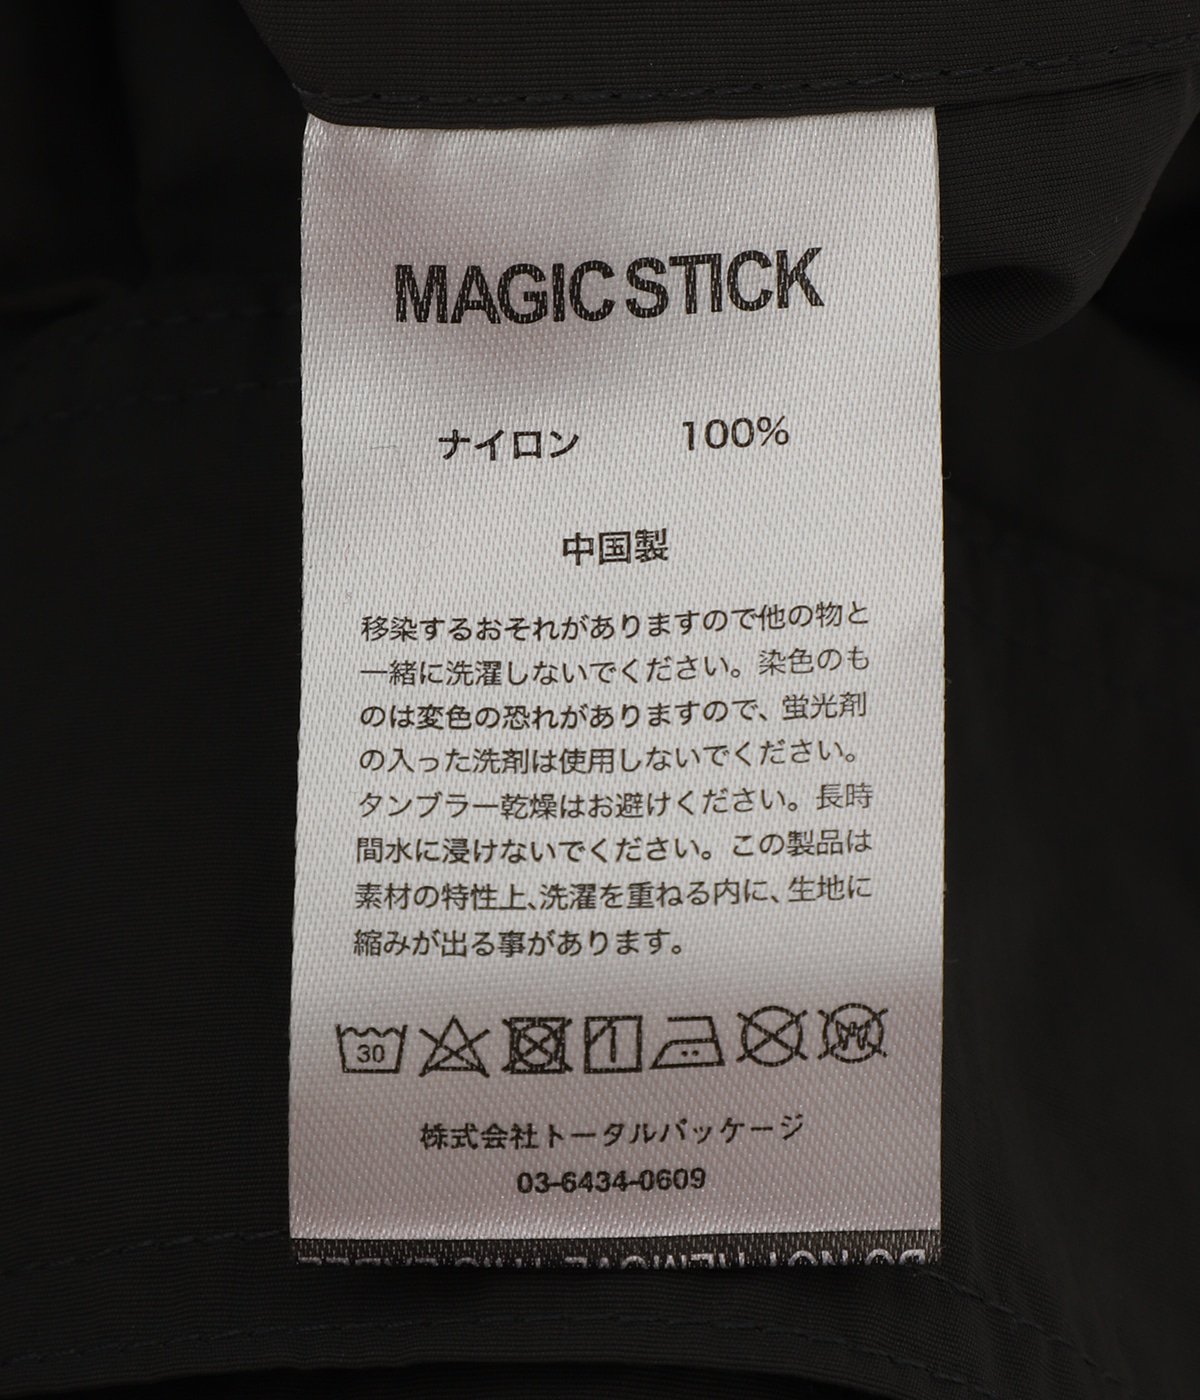 MAGIC STICK
ナイロン 100%
中国製
移染するおそれがありますので他の物と
一緒に洗濯しないでください。染色のも
のは変色の恐れがありますので、蛍光剤
の入った洗剤は使用しないでください。
タンブラー乾燥はお避けください。長時
間水に浸けないでください。この製品は
素材の特性上、洗濯を重ねる内に、生地に
縮みが出る事があります。
30
W
株式会社トータルパッケージ
03-6434-0609
DO NOT REMOVE